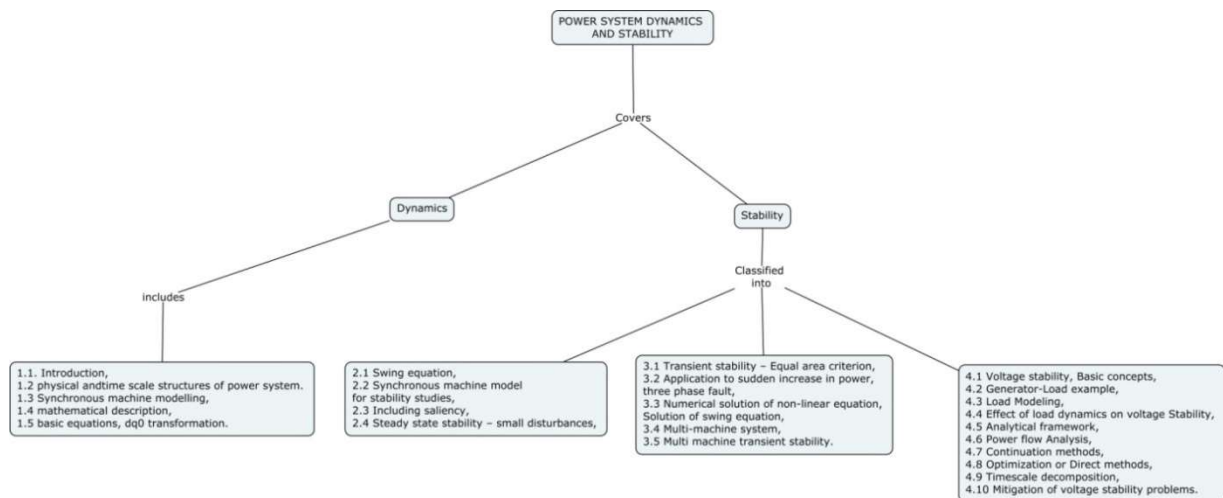 POWER SYSTEM DYNAMICS
AND STABILITY
Covers
Dynamics
Stability
includes
Classified
into
1.1. Introduction,
1.2 physical andtime scale structures of power system.
1.3 Synchronous machine modelling,
1.4 mathematical description,
1.5 basic equations, dq0 transformation.
2.1 Swing equation,
2.2 Synchronous machine model
for stability studies,
2.3 Including saliency,
2.4 Steady state stability – small disturbances,
3.1 Transient stability – Equal area criterion,
3.2 Application to sudden increase in power,
three phase fault,
3.3 Numerical solution of non-linear equation,
Solution of swing equation,
3.4 Multi-machine system,
3.5 Multi machine transient stability.
4.1 Voltage stability, Basic concepts,
4.2 Generator-Load example,
4.3 Load Modeling,
4.4 Effect of load dynamics on voltage Stability,
4.5 Analytical framework,
4.6 Power flow Analysis,
4.7 Continuation methods,
4.8 Optimization or Direct methods,
4.9 Timescale decomposition,
4.10 Mitigation of voltage stability problems.